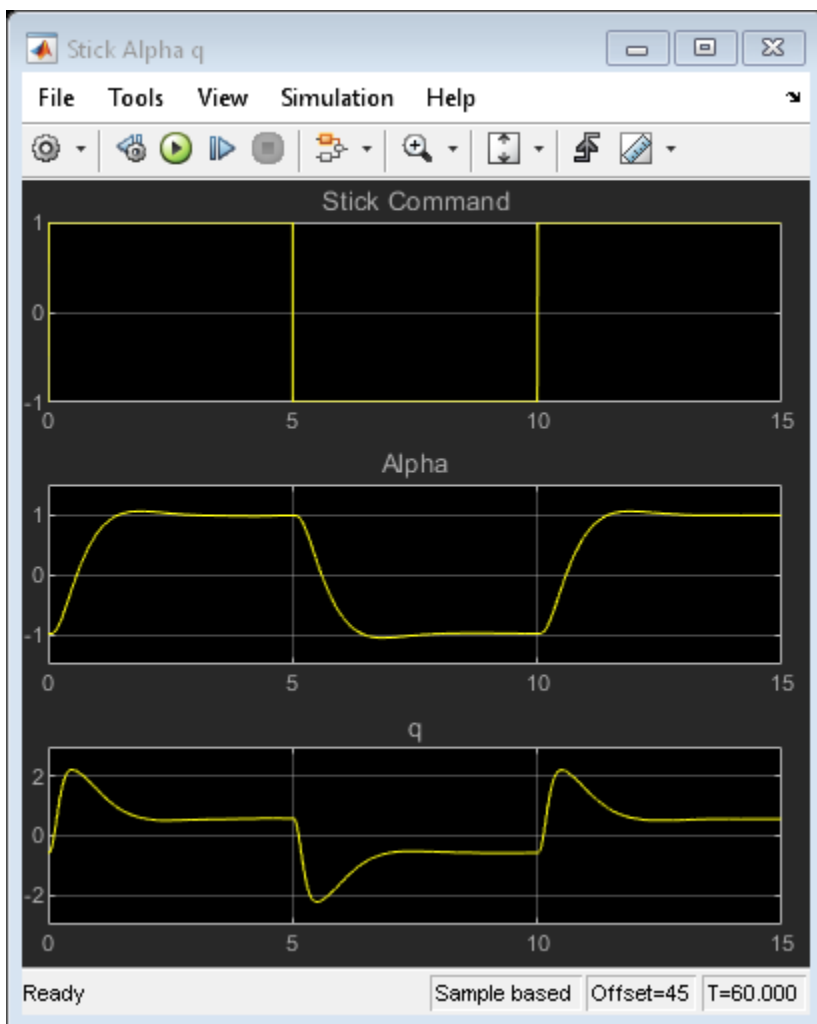 Stick Alpha q
File Tools View Simulation Help
Stick Command
1
0
-1
0 5 10 15
Alpha
1
0
-1
0 5 10 15
q
2
0
-2
0 5 10 15
Ready Sample based Offset=45 T=60.000